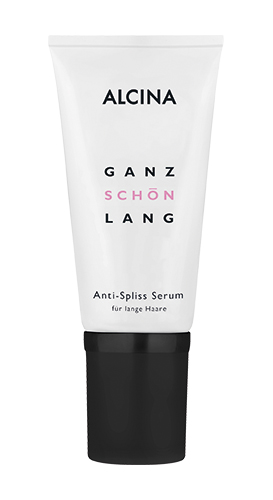 ALCINA
GANZ
SCHÖN
LANG
Anti-Spliss Serum
für lange Haare